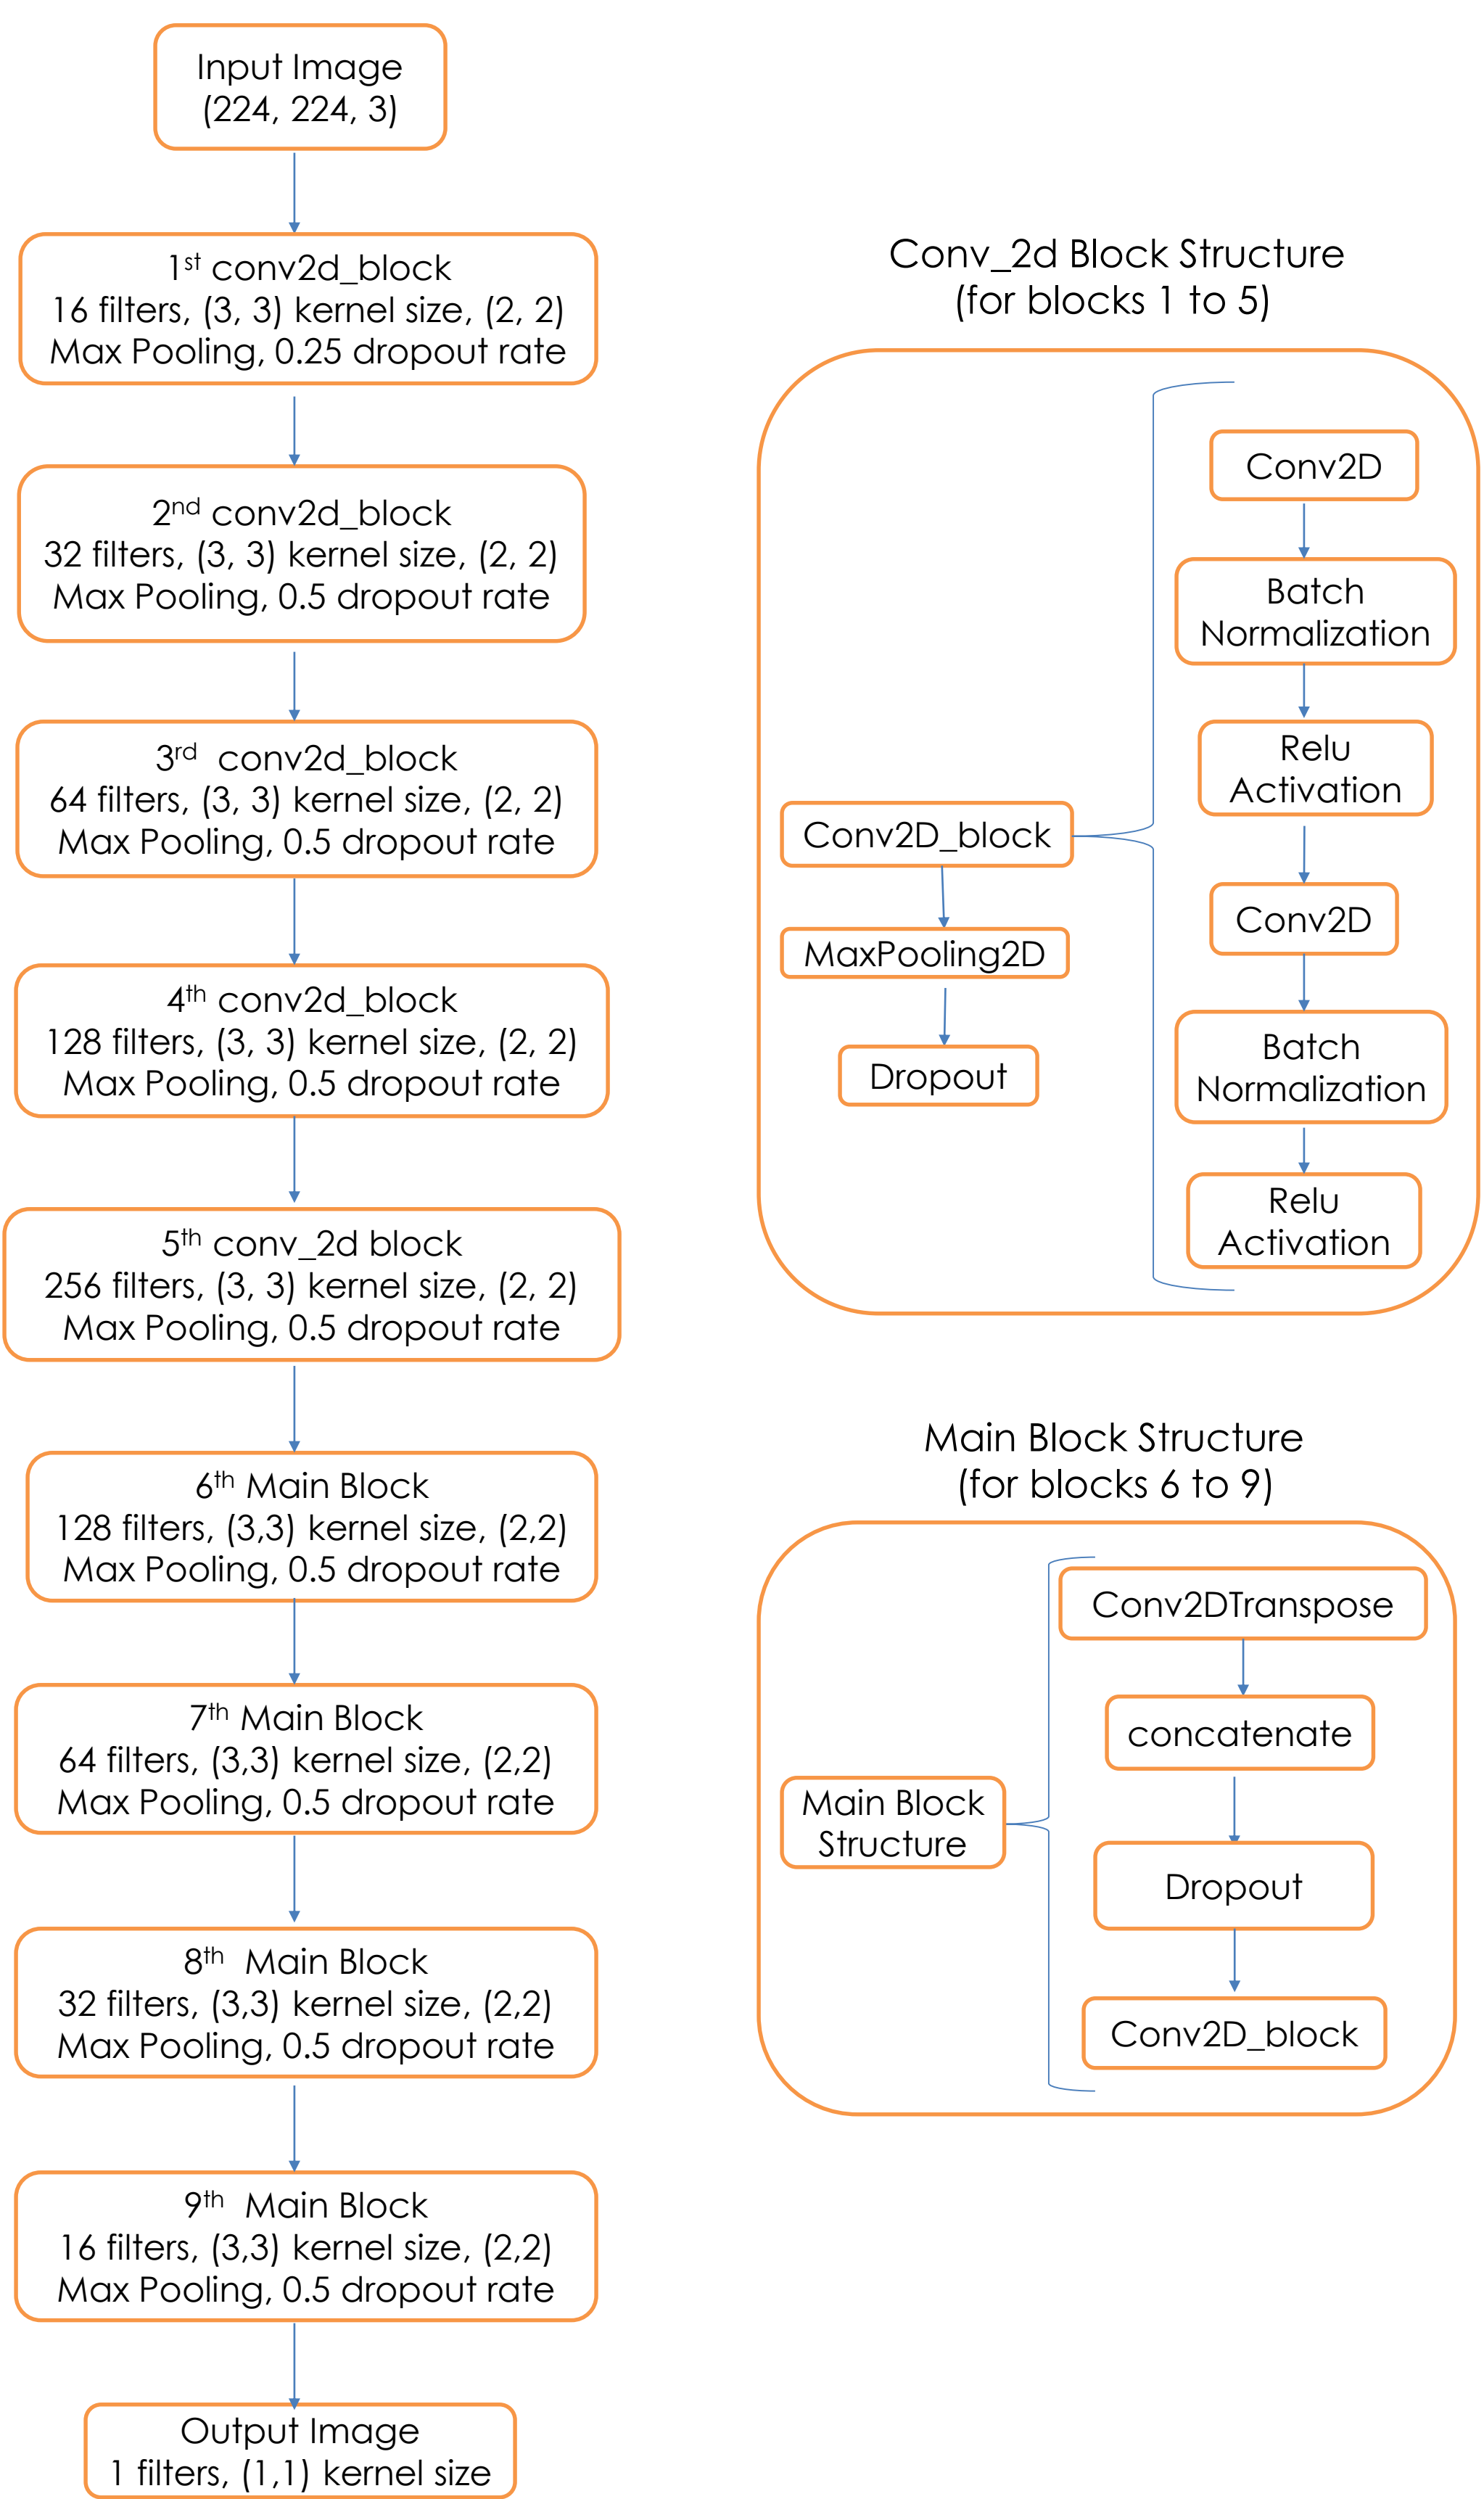 Input Image
(224, 224, 3)
1st conv2d_block
16 filters, (3, 3) kernel size, (2, 2)
Max Pooling, 0.25 dropout rate
2nd conv2d_block
32 filters, (3, 3) kernel size, (2, 2)
Max Pooling, 0.5 dropout rate
3rd conv2d_block
64 filters, (3, 3) kernel size, (2, 2)
Max Pooling, 0.5 dropout rate
4th conv2d_block
128 filters, (3, 3) kernel size, (2, 2)
Max Pooling, 0.5 dropout rate
5th conv_2d block
256 filters, (3, 3) kernel size, (2, 2)
Max Pooling, 0.5 dropout rate
6th Main Block
128 filters, (3,3) kernel size, (2,2)
Max Pooling, 0.5 dropout rate
7th Main Block
64 filters, (3,3) kernel size, (2,2)
Max Pooling, 0.5 dropout rate
8th Main Block
32 filters, (3,3) kernel size, (2,2)
Max Pooling, 0.5 dropout rate
9th Main Block
16 filters, (3,3) kernel size, (2,2)
Max Pooling, 0.5 dropout rate
Output Image
1 filters, (1,1) kernel size
Conv_2d Block Structure
(for blocks 1 to 5)
Conv2D_block
MaxPooling2D
Dropout
Conv2D
Batch
Normalization
Relu
Activation
Conv2D
Batch
Normalization
Relu
Activation
Main Block Structure
(for blocks 6 to 9)
Main Block
Structure
Conv2DTranspose
concatenate
Dropout
Conv2D_block